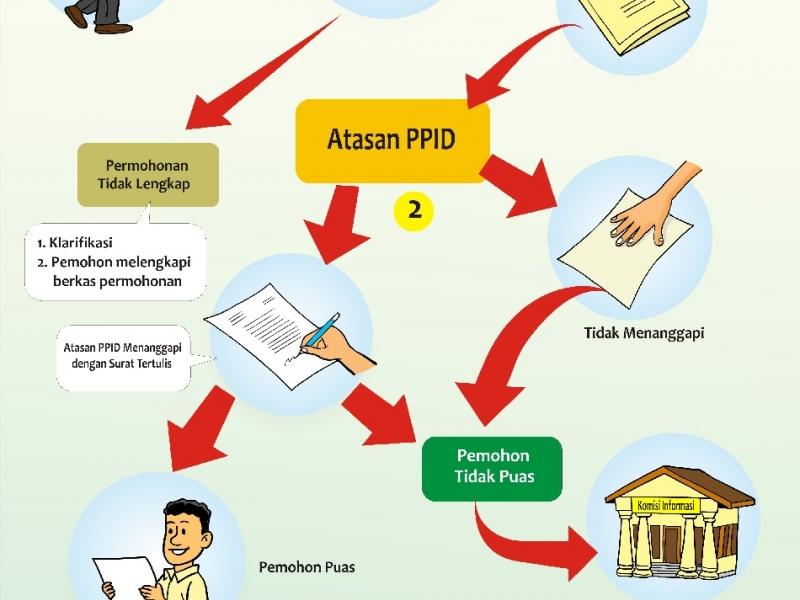 Atasan PPID
Permohonan
Tidak Lengkap
2
1. Klarifikasi
2. Pemohon melengkapi
berkas permohonan
Tidak Menanggapi
Atasan PPID Menanggapi
dengan Surat Tertulis
Pemohon
Tidak Puas
Komisi Informasi
Pemohon Puas